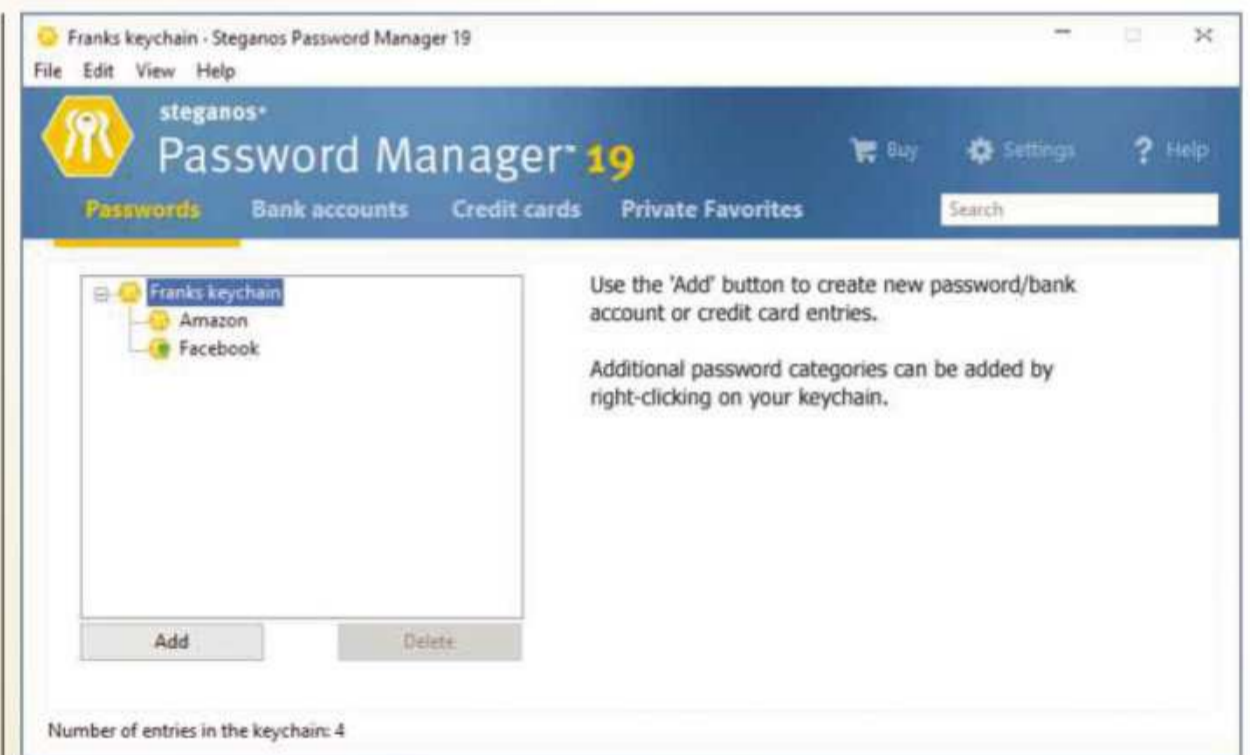 Franks keychain - Steganos Password Manager 19
File Edit View Help
steganos
Password Manager™ 19
Buy Settings ? Help
Passwords Bank accounts Credit cards Private Favorites Search
Franks keychain
Amazon
Facebook
Use the 'Add' button to create new password/bank
account or credit card entries.
Additional password categories can be added by
right-clicking on your keychain.
Add Delete
Number of entries in the keychain: 4